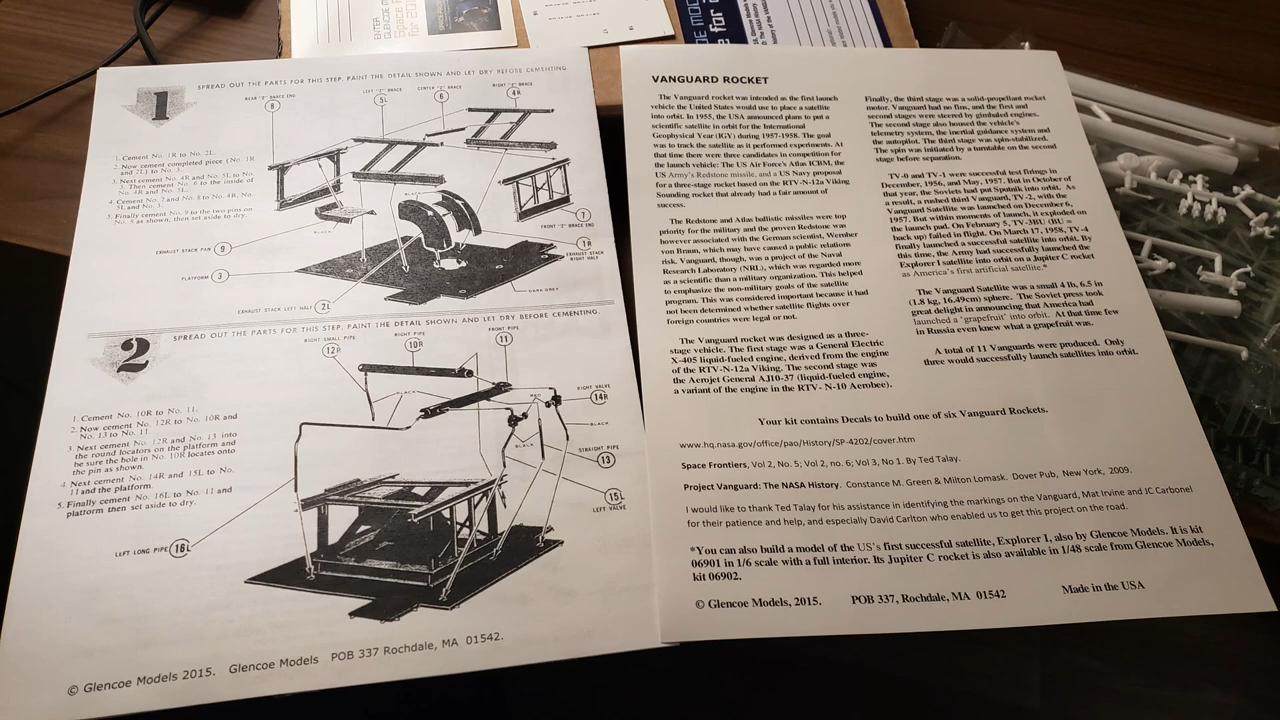 ENTER
GLENCOE MOD
Space F
for 20
SPREAD OUT THE PARTS FOR THIS STEP. PAINT THE DETAIL SHOWN AND LET DRY BEFORE CEMENTING.
1
REAR "Z" BRACE END
8
LEFT "Z" BRACE
5L
CENTER "Z" BRACE
6
RIGHT "Z" BRACE
4R
1. Cement No. 1R to No. 2L.
2. Now cement completed piece (No. 1R
and 2L) to No. 3.
3. Next cement No. 4R and No. 5L to No.
3. Then cement No. 6 to the inside of
No. 4R and No. 5L.
4. Cement No. 7 and No. 8 to No. 4R, No.
5L and No. 3.
5. Finally cement No. 9 to the two pins on
No. 8 as shown, then set aside to dry.
BLACK
BLACK
BLACK
7
FRONT "Z" BRACE END
EXHAUST STACK PAN 9
1R
EXHAUST STACK
RIGHT HALF
PLATFORM 3
DARK GREY
EXHAUST STACK LEFT HALF 2L
SPREAD OUT THE PARTS FOR THIS STEP. PAINT THE DETAIL SHOWN AND LET DRY BEFORE CEMENTING.
2
RIGHT SMALL PIPE
12R
RIGHT PIPE
10R
FRONT PIPE
11
1. Cement No. 10R to No. 11.
2. Now cement No. 12R to No. 10R and
No. 13 to No. 11.
3. Next cement No. 12R and No. 13 into
the round locators on the platform and
be sure the hole in No. 10R locates onto
the pin as shown.
4. Next cement No. 14R and 15L to No.
11 and the platform.
5. Finally cement No. 16L to No. 11 and
platform then set aside to dry.
BLACK
RED
RIGHT VALVE
14R
BLACK
BLACK
STRAIGHT PIPE
13
15L
LEFT VALVE
LEFT LONG PIPE 16L
© Glencoe Models 2015. Glencoe Models POB 337 Rochdale, MA 01542.
VANGUARD ROCKET
The Vanguard rocket was intended as the first launch
vehicle the United States would use to place a satellite
into orbit. In 1955, the USA announced plans to put a
scientific satellite in orbit for the International
Geophysical Year (IGY) during 1957-1958. The goal
was to track the satellite as it performed experiments. At
that time there were three candidates in competition for
the launch vehicle: The US Air Force's Atlas ICBM, the
US Army's Redstone missile, and a US Navy proposal
for a three-stage rocket based on the RTV-N-12a Viking
Sounding rocket that already had a fair amount of
success.
The Redstone and Atlas ballistic missiles were top
priority for the military and the proven Redstone was
however associated with the German scientist, Wernher
von Braun, which may have caused a public relations
risk. Vanguard, though, was a project of the Naval
Research Laboratory (NRL), which was regarded more
as a scientific than a military organization. This helped
to emphasize the non-military goals of the satellite
program. This was considered important because it had
not been determined whether satellite flights over
foreign countries were legal or not.
The Vanguard rocket was designed as a three-
stage vehicle. The first stage was a General Electric
X-405 liquid-fueled engine, derived from the engine
of the RTV-N-12a Viking. The second stage was
the Aerojet General AJ10-37 (liquid-fueled engine,
a variant of the engine in the RTV- N-10 Aerobee).
Finally, the third stage was a solid-propellant rocket
motor. Vanguard had no fins, and the first and
second stages were steered by gimbaled engines.
The second stage also housed the vehicle's
telemetry system, the inertial guidance system and
the autopilot. The third stage was spin-stabilized.
The spin was initiated by a turntable on the second
stage before separation.
TV-0 and TV-1 were successful test firings in
December, 1956, and May, 1957. But in October of
that year, the Soviets had put Sputnik into orbit. As
a result, a rushed third Vanguard, TV-2, with the
Vanguard Satellite was launched on December 6,
1957. But within moments of launch, it exploded on
the launch pad. On February 5, TV-3BU (BU =
back up) failed in flight. On March 17, 1958, TV-4
finally launched a successful satellite into orbit. By
this time, the Army had successfully launched the
Explorer I satellite into orbit on a Jupiter C rocket
as America's first artificial satellite.*
The Vanguard Satellite was a small 4 lb, 6.5 in
(1.8 kg, 16.49cm) sphere. The Soviet press took
great delight in announcing that America had
launched a "grapefruit" into orbit. At that time few
in Russia even knew what a grapefruit was.
A total of 11 Vanguards were produced. Only
three would successfully launch satellites into orbit.
Your kit contains Decals to build one of six Vanguard Rockets.
www.hq.nasa.gov/office/pao/History/SP-4202/cover.htm
Space Frontiers, Vol 2, No. 5; Vol 2, no. 6; Vol 3, No 1. By Ted Talay.
Project Vanguard: The NASA History. Constance M. Green & Milton Lomask. Dover Pub, New York, 2009.
I would like to thank Ted Talay for his assistance in identifying the markings on the Vanguard, Mat Irvine and JC Carbonel
for their patience and help, and especially David Carlton who enabled us to get this project on the road.
*You can also build a model of the US's first successful satellite, Explorer I, also by Glencoe Models. It is kit
06901 in 1/6 scale with a full interior. Its Jupiter C rocket is also available in 1/48 scale from Glencoe Models,
kit 06902.
© Glencoe Models, 2015. POB 337, Rochdale, MA 01542 Made in the USA